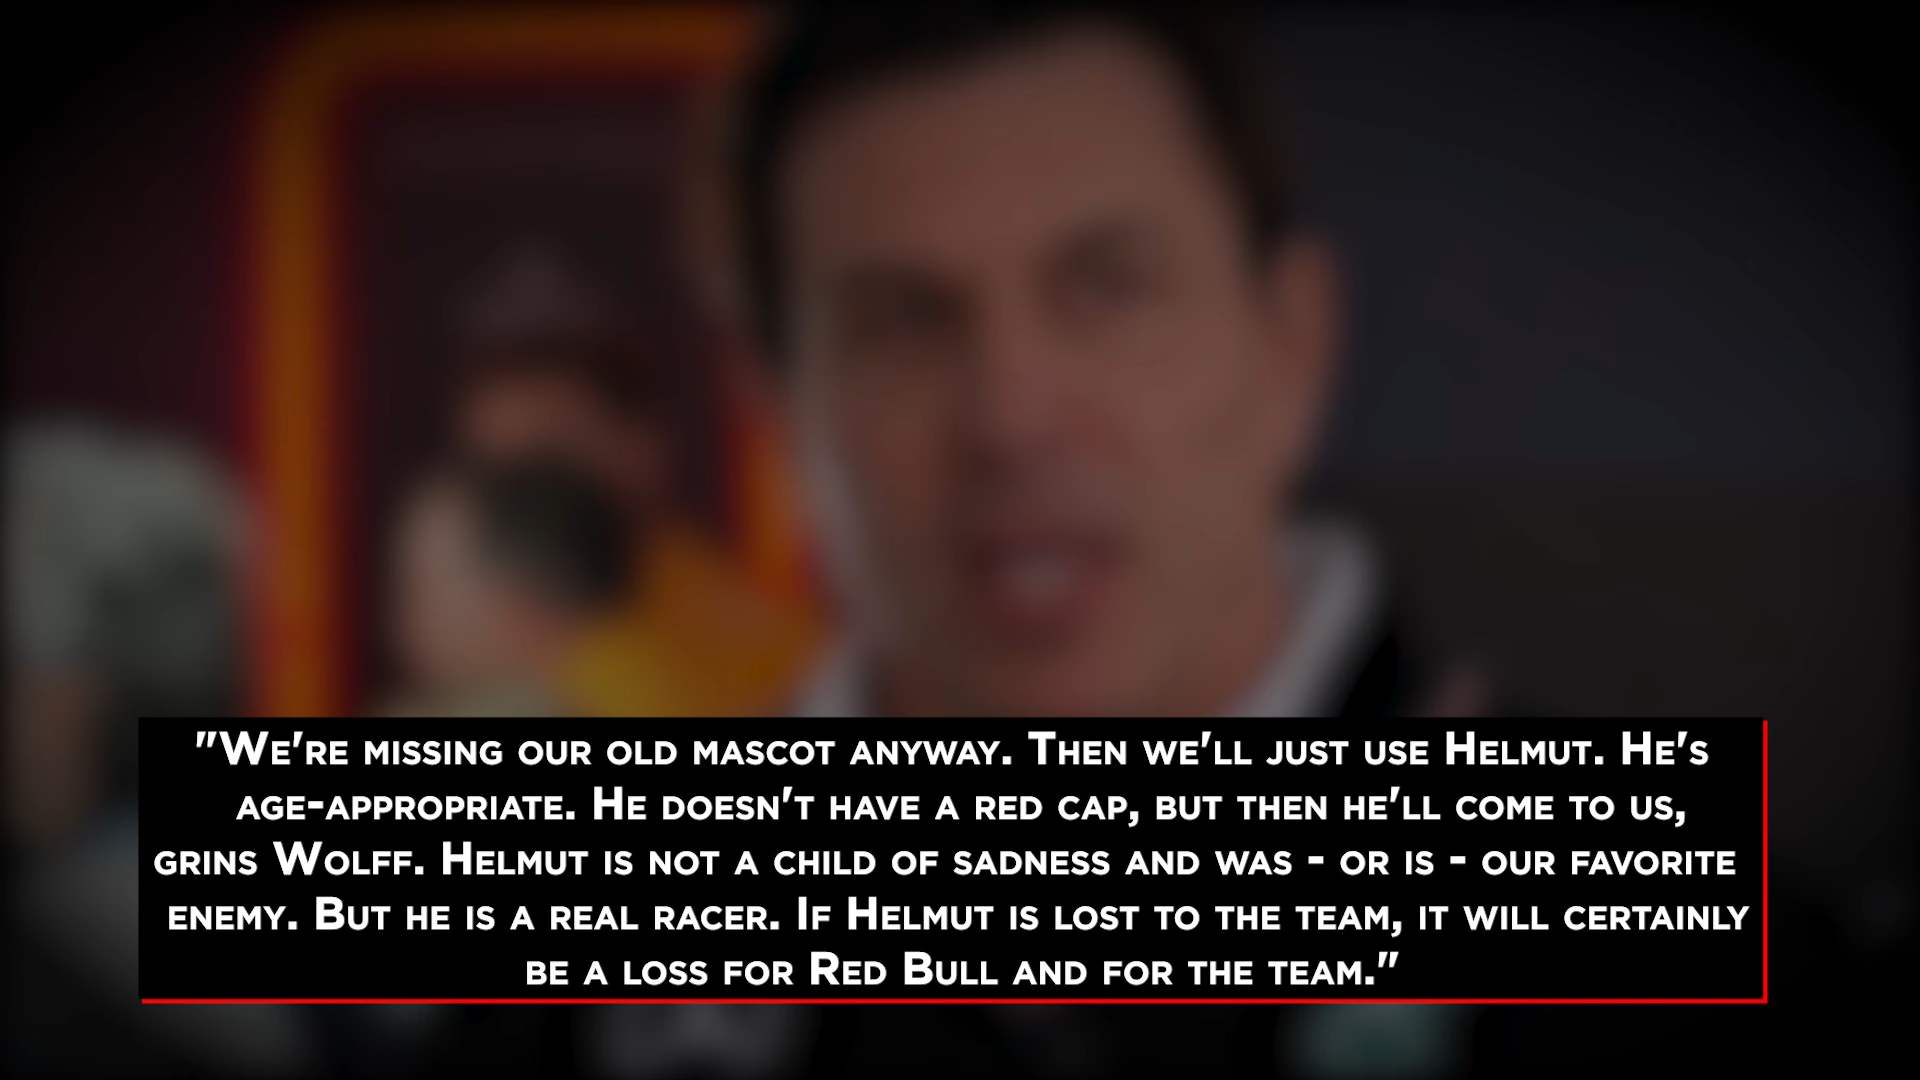 "We're missing our old mascot anyway. Then we'll just use Helmut. He's
age-appropriate. He doesn't have a red cap, but then he'll come to us,
grins Wolff. Helmut is not a child of sadness and was - or is - our favorite
enemy. But he is a real racer. If Helmut is lost to the team, it will certainly
be a loss for Red Bull and for the team."